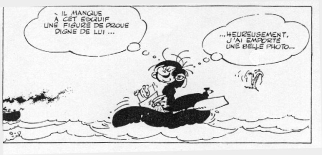 - IL MANQUE
À CET ESQUIF
UNE FIGURE DE PROUE
DIGNE DE LUI...
...HEUREUSEMENT,
J'AI EMPORTÉ
UNE BELLE PHOTO...